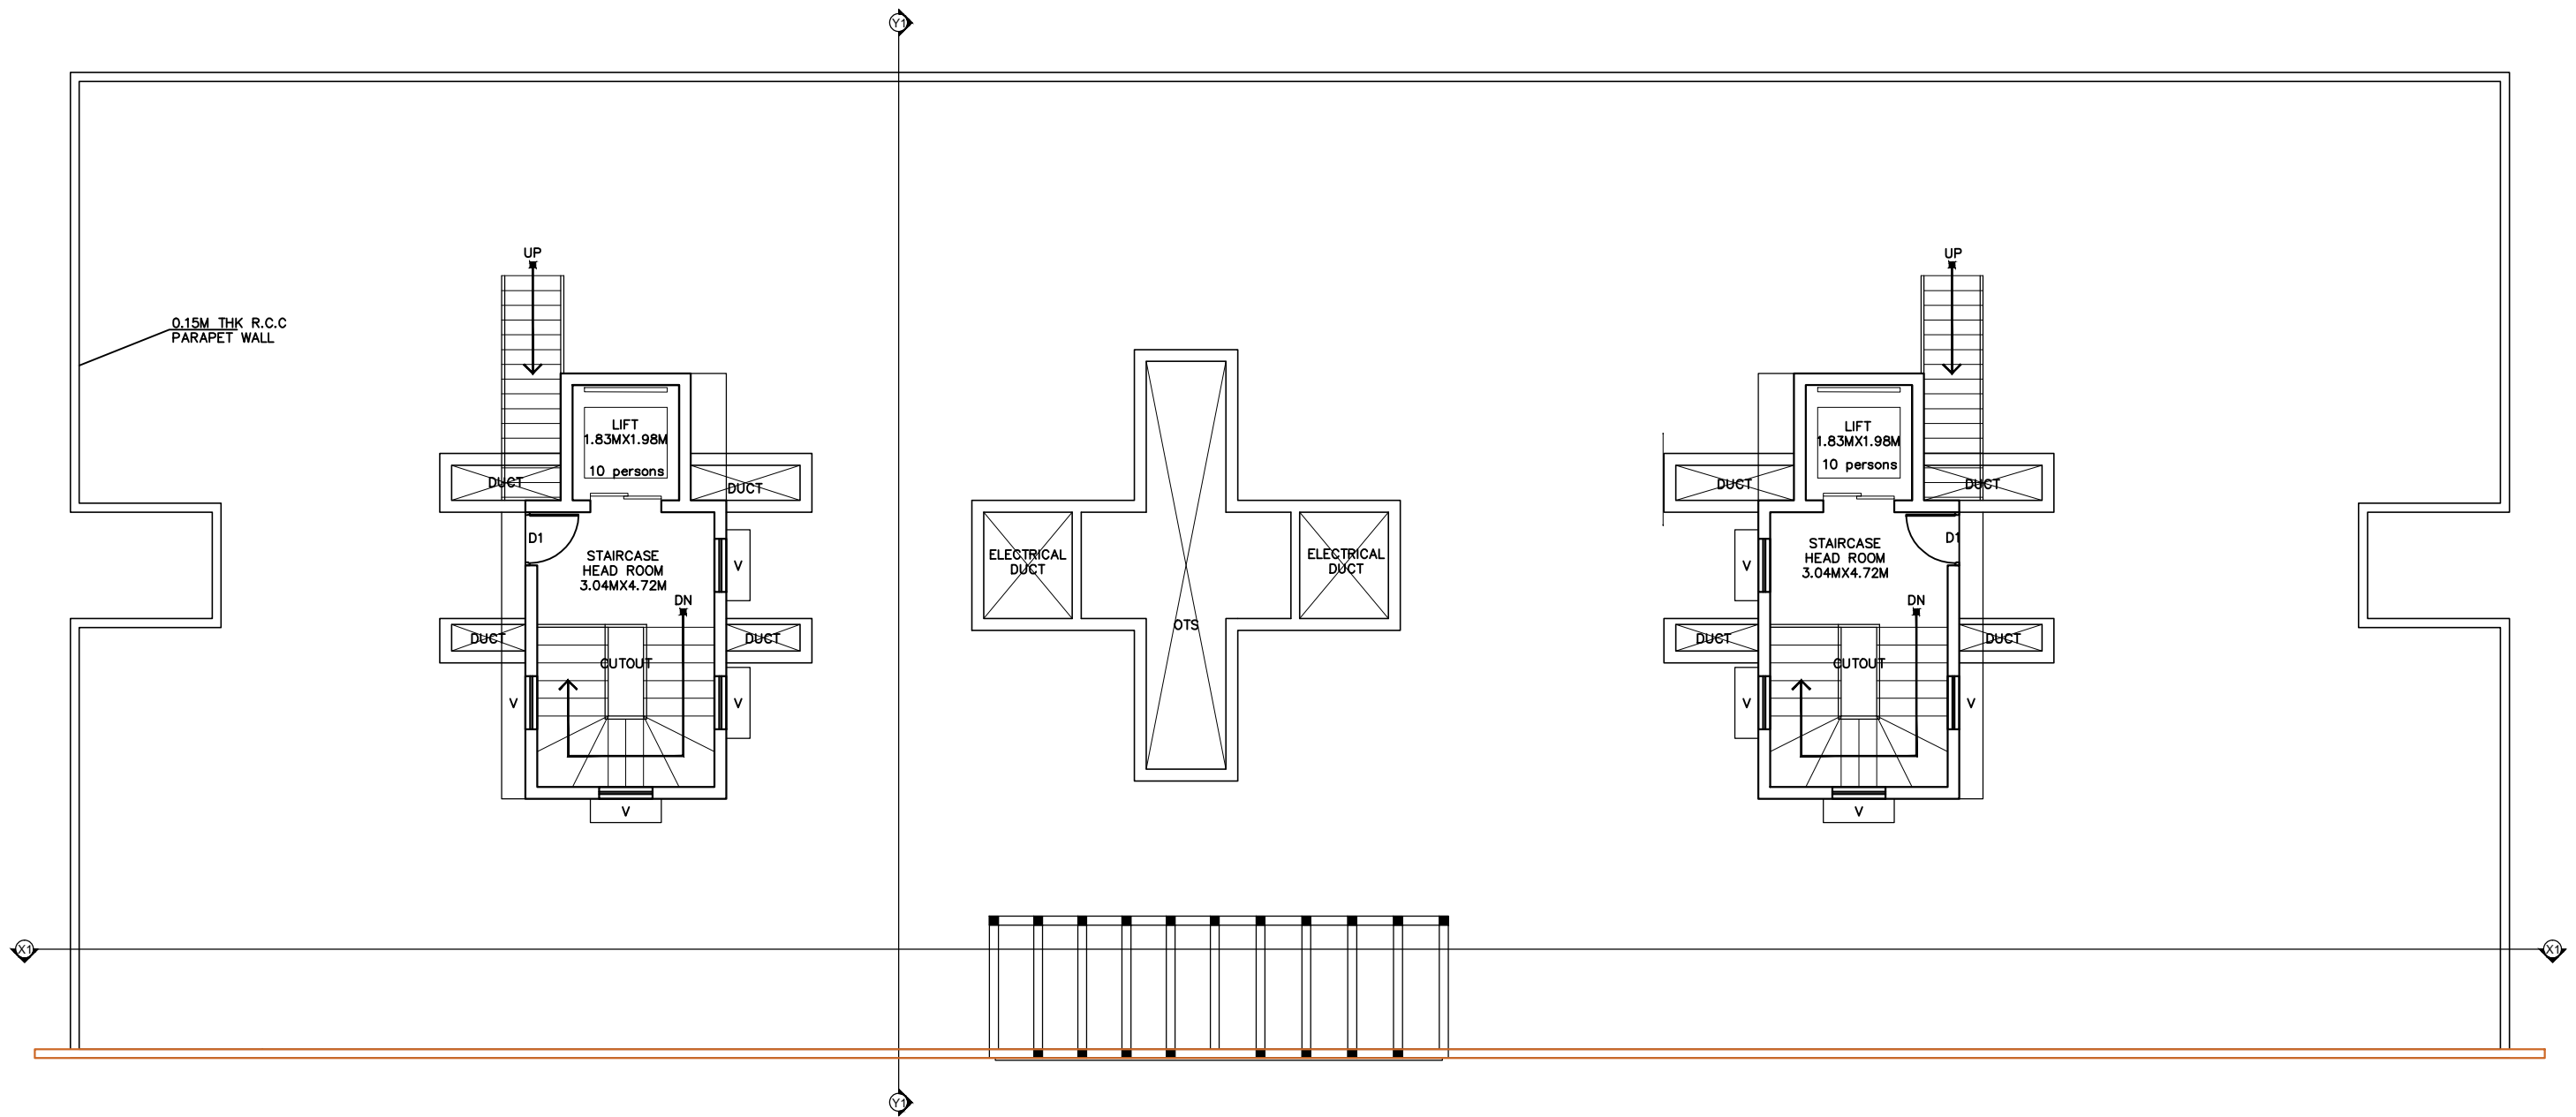 Y1
UP
UP
0.15M THK R.C.C
PARAPET WALL
LIFT
1.83MX1.98M
10 persons
LIFT
1.83MX1.98M
10 persons
DUCT
DUCT
DUCT
DUCT
D1
STAIRCASE
HEAD ROOM
3.04MX4.72M
V
ELECTRICAL
DUCT
ELECTRICAL
DUCT
V
STAIRCASE
HEAD ROOM
3.04MX4.72M
D1
DN
DN
DUCT
DUCT
OTS
DUCT
DUCT
CUTOUT
CUTOUT
V
V
V
V
V
V
X1
X1
Y1